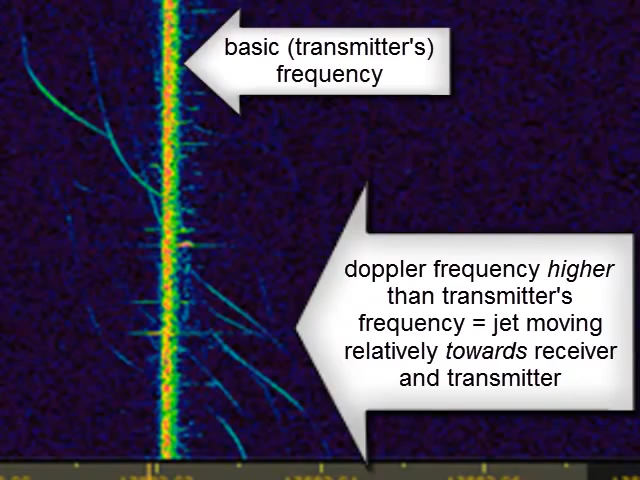 basic (transmitter's)
frequency
doppler frequency higher
than transmitter's
frequency = jet moving
relatively towards receiver
and transmitter